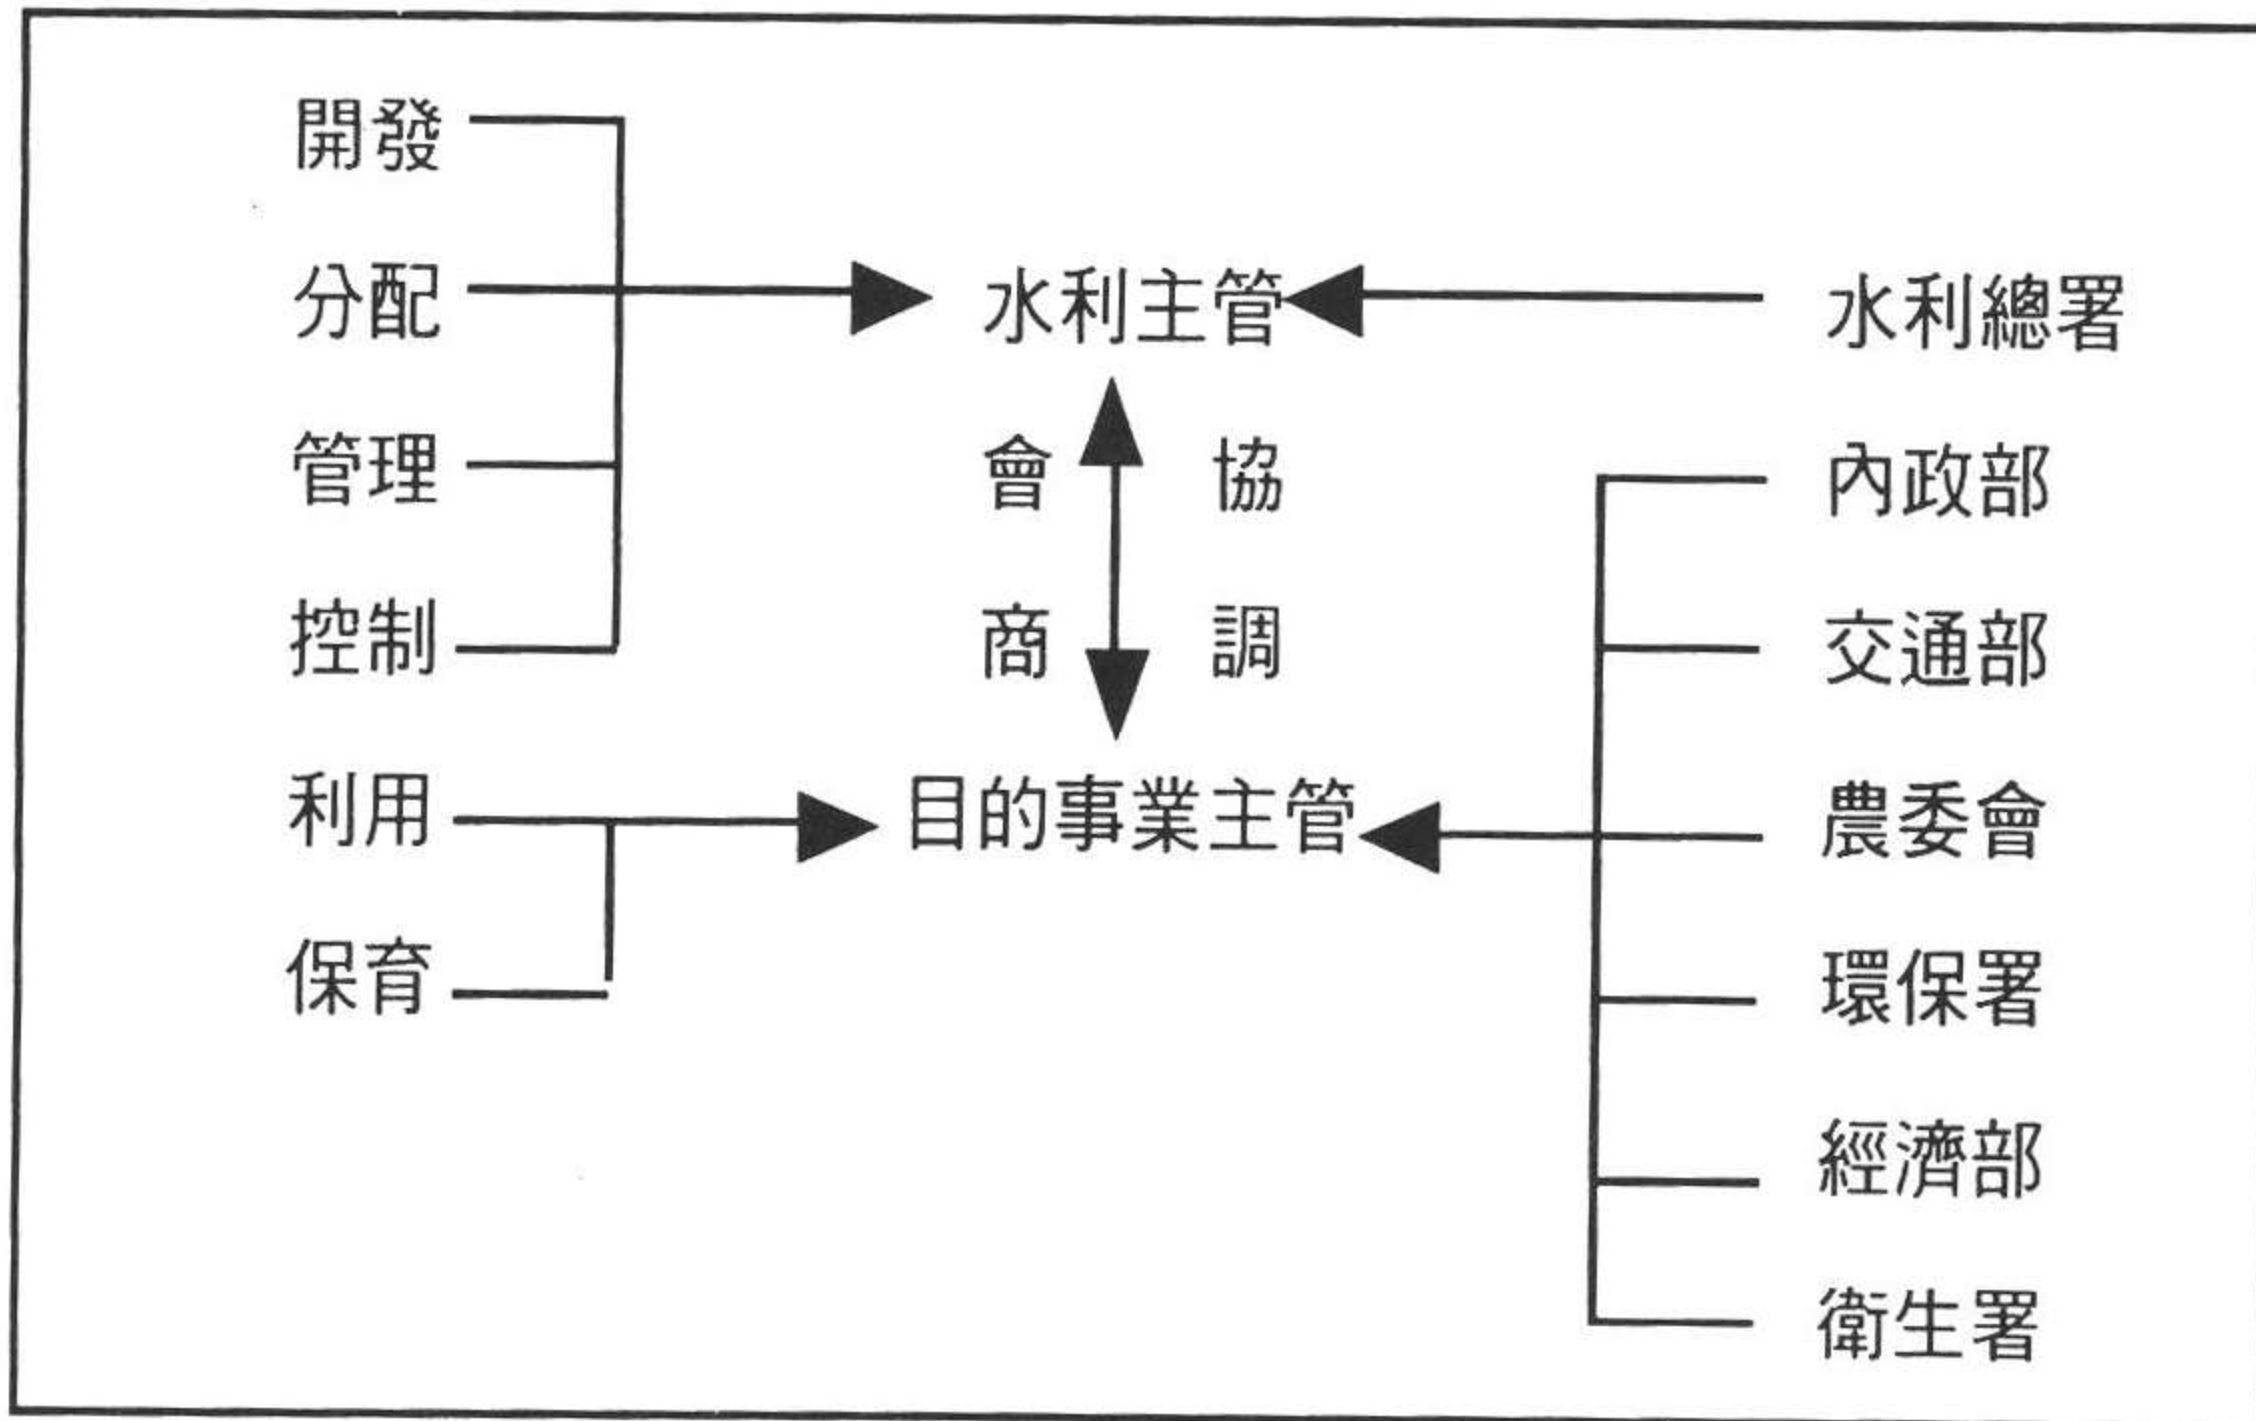 開發
分配
管理
控制
利用
保育
水利主管
會商
協調
目的事業主管
水利總署
內政部
交通部
農委會
環保署
經濟部
衛生署